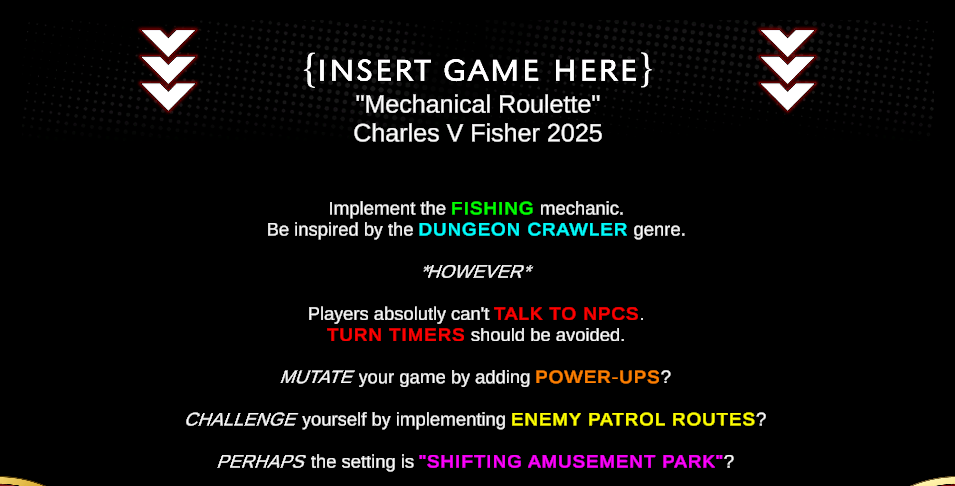 {INSERT GAME HERE}
"Mechanical Roulette"
Charles V Fisher 2025
Implement the FISHING mechanic.
Be inspired by the DUNGEON CRAWLER genre.
*HOWEVER*
Players absolutly can't TALK TO NPCS.
TURN TIMERS should be avoided.
MUTATE your game by adding POWER-UPS?
CHALLENGE yourself by implementing ENEMY PATROL ROUTES?
PERHAPS the setting is "SHIFTING AMUSEMENT PARK"?